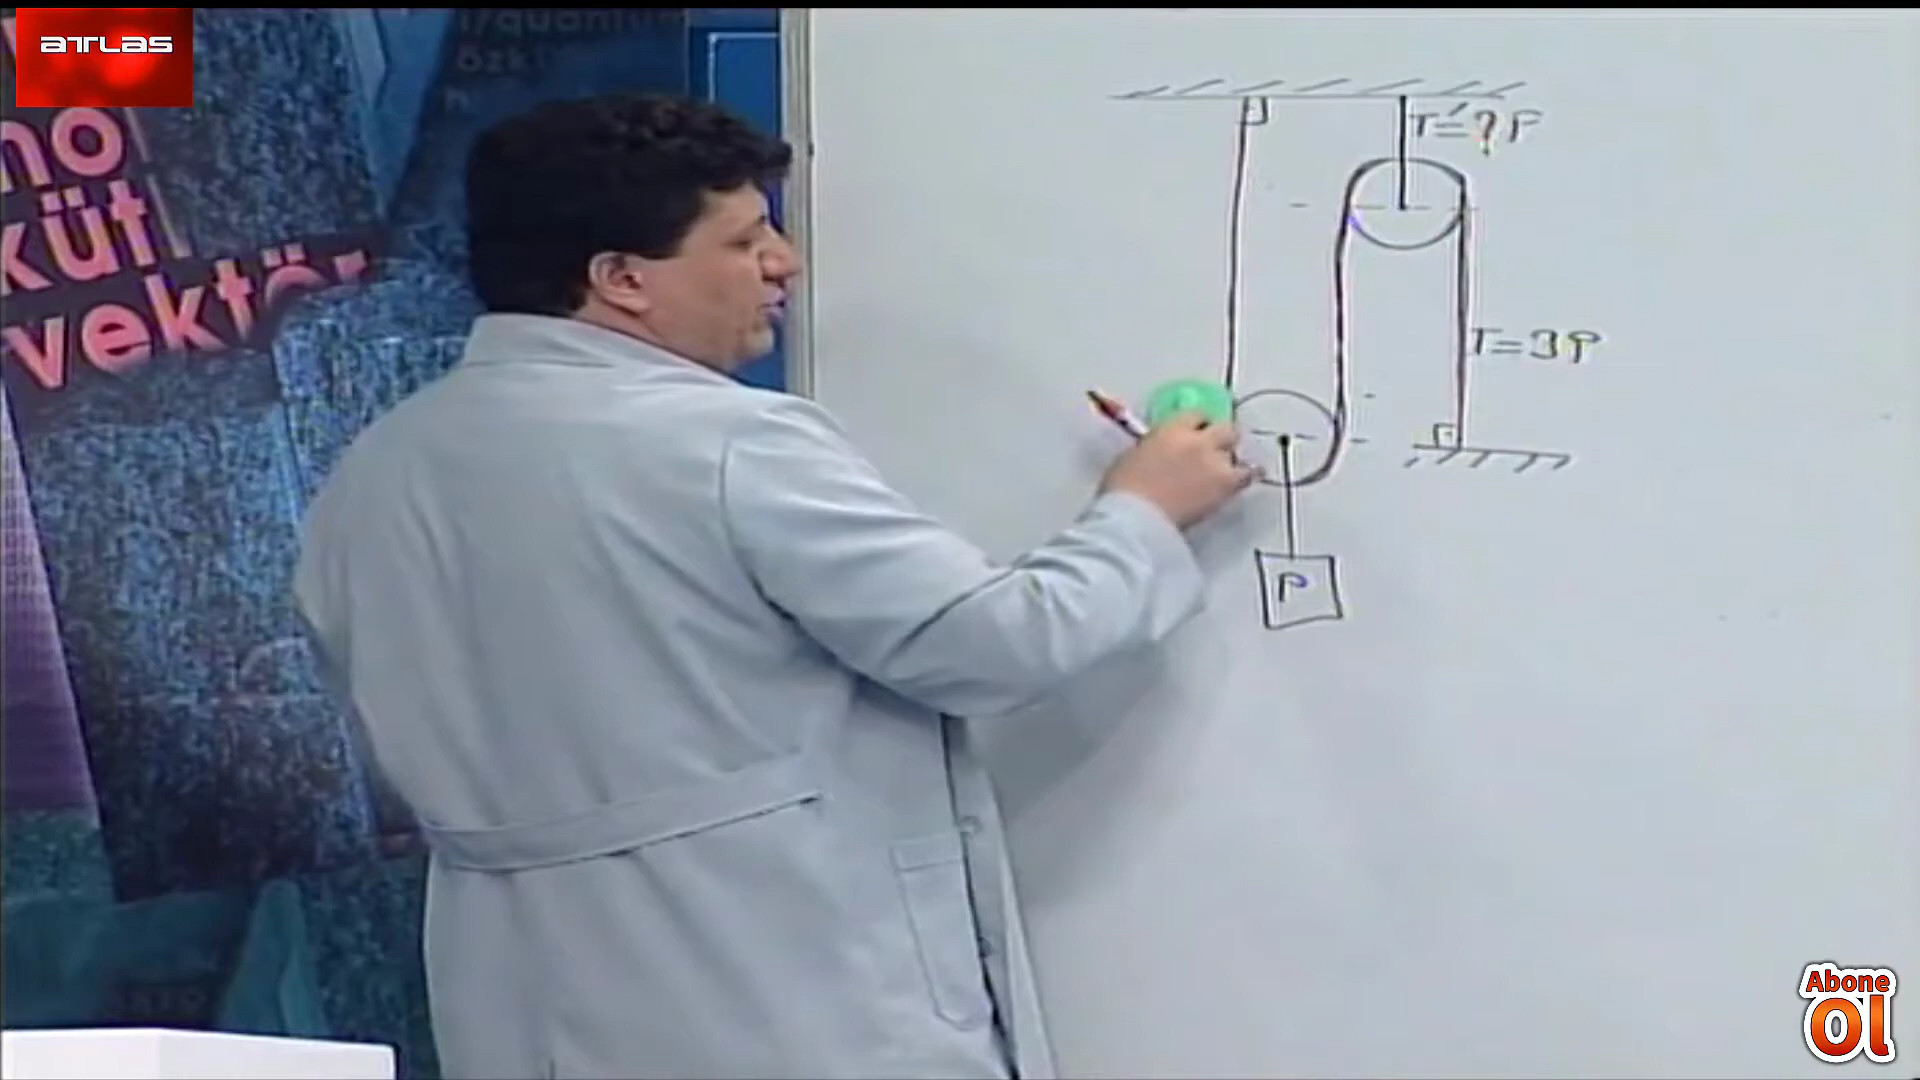 ATLAS
no
küt
vektör
T'=?P
T=3P
P
Abone
Ol